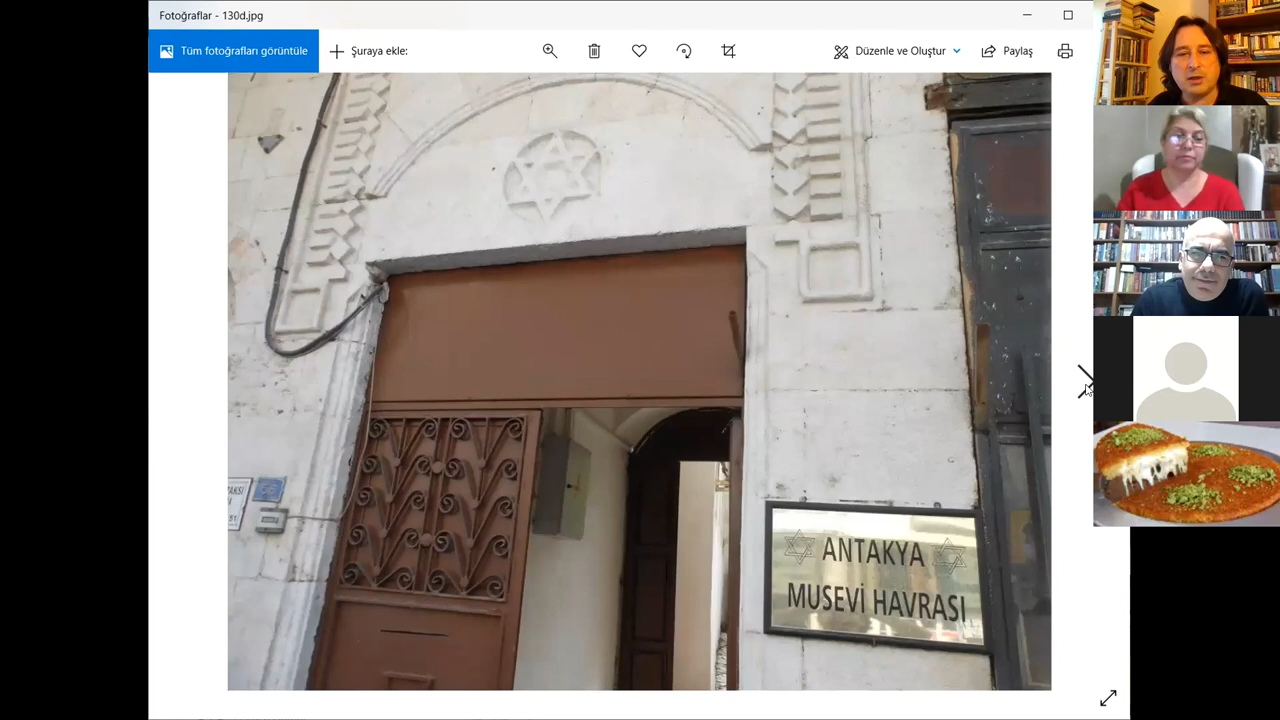 Fotoğraflar - 130d.jpg
Tüm fotoğrafları görüntüle
Şuraya ekle:
Düzenle ve Oluştur
Paylaş
ANTAKYA
MUSEVİ HAVRASI